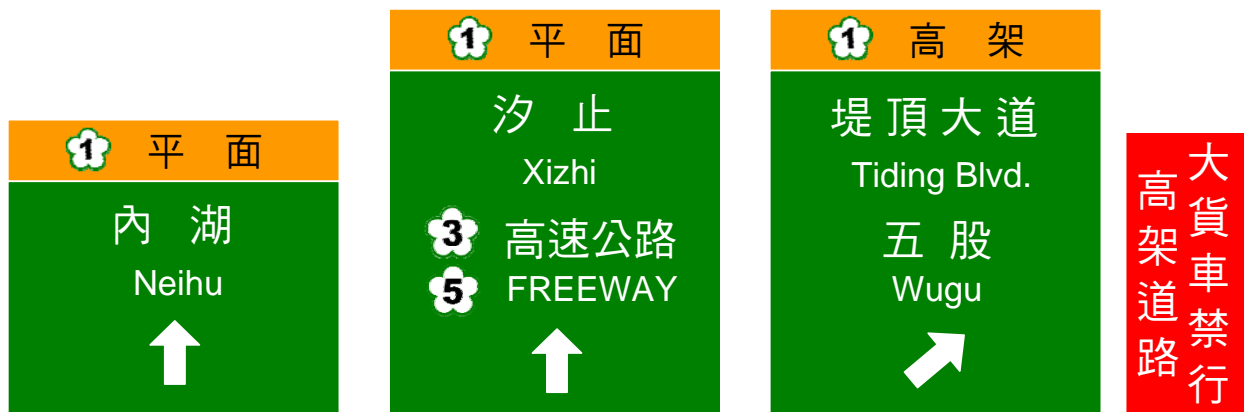 1 平面
內湖
Neihu
1 平面
汐止
Xizhi
3 高速公路
5 FREEWAY
1 高架
堤頂大道
Tiding Blvd.
五股
Wugu
大貨車禁行
高架道路